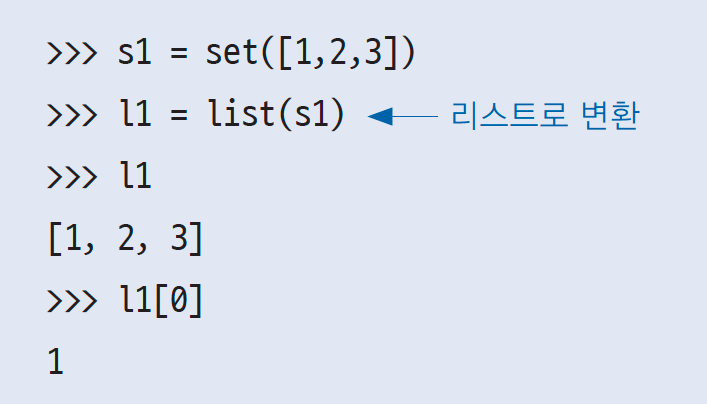 >>> s1 = set([1,2,3])
>>> l1 = list(s1) 리스트로 변환
>>> l1
[1, 2, 3]
>>> l1[0]
1